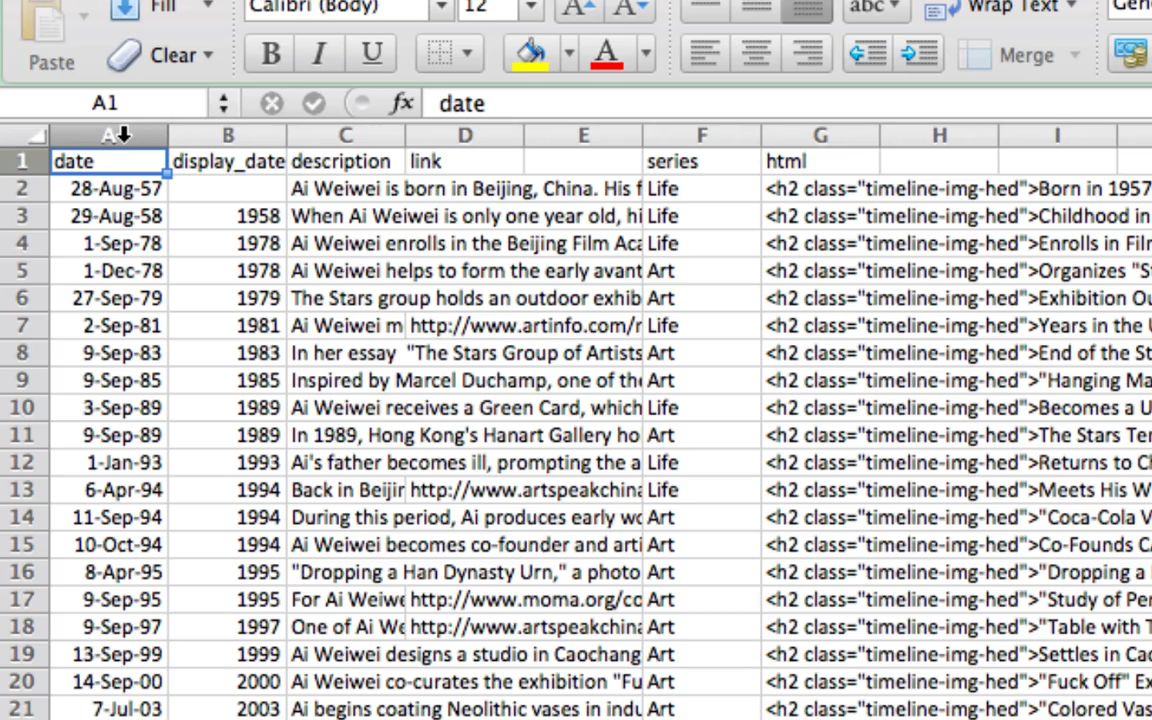 Fill Calibri (Body) 12 A A abc Wrap Text
Paste Clear B I U A Merge
A1 fx date
A B C D E F G H I
1 date display_date description link series html
2 28-Aug-57 Ai Weiwei is born in Beijing, China. His f Life <h2 class="timeline-img-hed">Born in 1957
3 29-Aug-58 1958 When Ai Weiwei is only one year old, hi Life <h2 class="timeline-img-hed">Childhood in
4 1-Sep-78 1978 Ai Weiwei enrolls in the Beijing Film Aca Life <h2 class="timeline-img-hed">Enrolls in Film
5 1-Dec-78 1978 Ai Weiwei helps to form the early avant Art <h2 class="timeline-img-hed">Organizes "St
6 27-Sep-79 1979 The Stars group holds an outdoor exhib Art <h2 class="timeline-img-hed">Exhibition Ou
7 2-Sep-81 1981 Ai Weiwei m http://www.artinfo.com/n Life <h2 class="timeline-img-hed">Years in the U
8 9-Sep-83 1983 In her essay "The Stars Group of Artists Art <h2 class="timeline-img-hed">End of the St
9 9-Sep-85 1985 Inspired by Marcel Duchamp, one of the Art <h2 class="timeline-img-hed">"Hanging Ma
10 3-Sep-89 1989 Ai Weiwei receives a Green Card, which Life <h2 class="timeline-img-hed">Becomes a U
11 9-Sep-89 1989 In 1989, Hong Kong's Hanart Gallery ho Art <h2 class="timeline-img-hed">The Stars Ten
12 1-Jan-93 1993 Ai's father becomes ill, prompting the a Life <h2 class="timeline-img-hed">Returns to Ch
13 6-Apr-94 1994 Back in Beijin http://www.artspeakchina Life <h2 class="timeline-img-hed">Meets His W
14 11-Sep-94 1994 During this period, Ai produces early wo Art <h2 class="timeline-img-hed">"Coca-Cola V
15 10-Oct-94 1994 Ai Weiwei becomes co-founder and arti Art <h2 class="timeline-img-hed">Co-Founds CA
16 8-Apr-95 1995 "Dropping a Han Dynasty Urn," a photo Art <h2 class="timeline-img-hed">"Dropping a
17 9-Sep-95 1995 For Ai Weiwe http://www.moma.org/co Art <h2 class="timeline-img-hed">"Study of Per
18 9-Sep-97 1997 One of Ai We http://www.artspeakchina Art <h2 class="timeline-img-hed">"Table with T
19 13-Sep-99 1999 Ai Weiwei designs a studio in Caochang Art <h2 class="timeline-img-hed">Settles in Cao
20 14-Sep-00 2000 Ai Weiwei co-curates the exhibition "Fu Art <h2 class="timeline-img-hed">"Fuck Off" Ex
21 7-Jul-03 2003 Ai begins coating Neolithic vases in indu Art <h2 class="timeline-img-hed">"Colored Vas